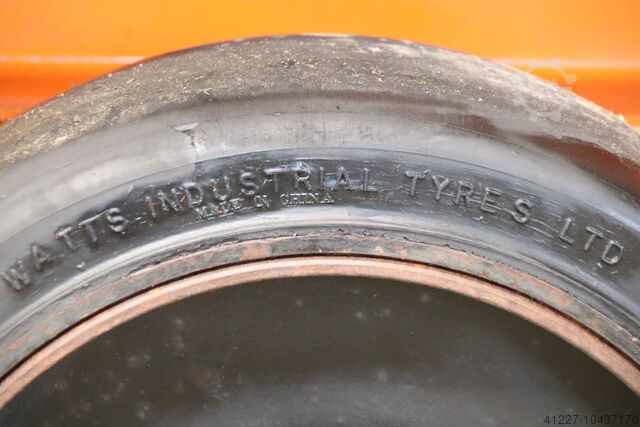 WATTS INDUSTRIAL TYRES LTD
MADE IN CHINA
41227-10437170